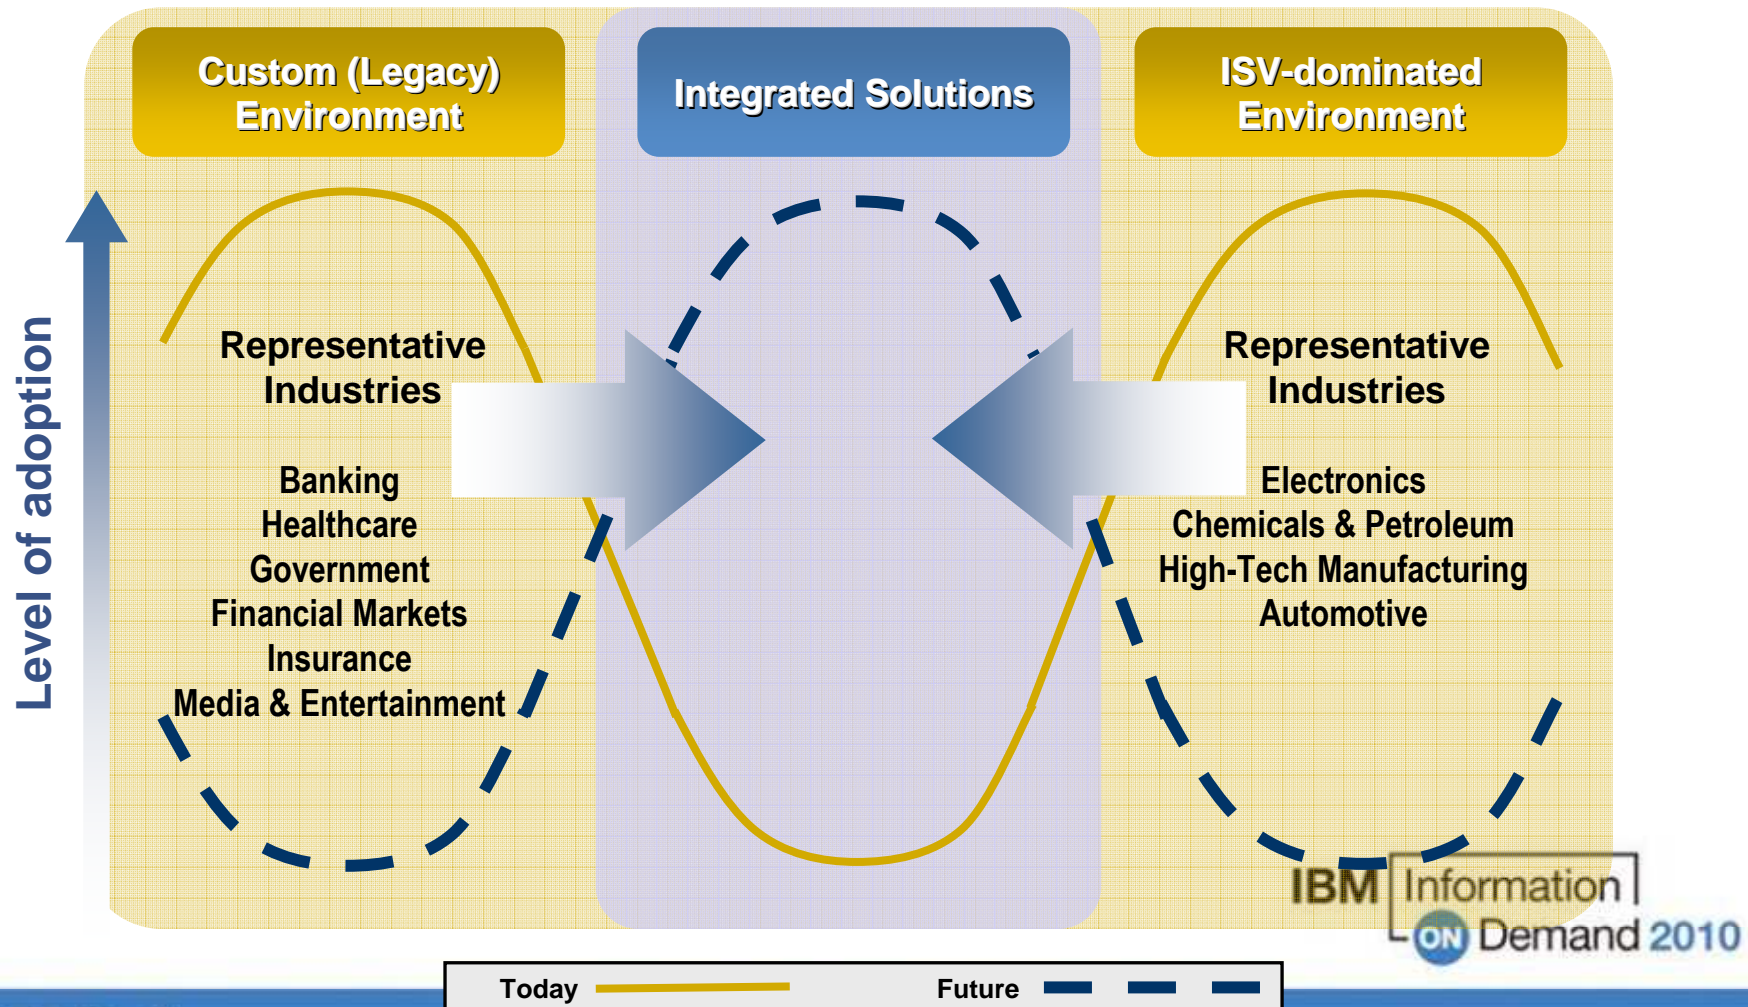 Custom (Legacy)
Environment
Integrated Solutions
ISV-dominated
Environment
Level of adoption
Representative
Industries
Banking
Healthcare
Government
Financial Markets
Insurance
Media & Entertainment
Representative
Industries
Electronics
Chemicals & Petroleum
High-Tech Manufacturing
Automotive
IBM Information
ON Demand 2010
Today
Future